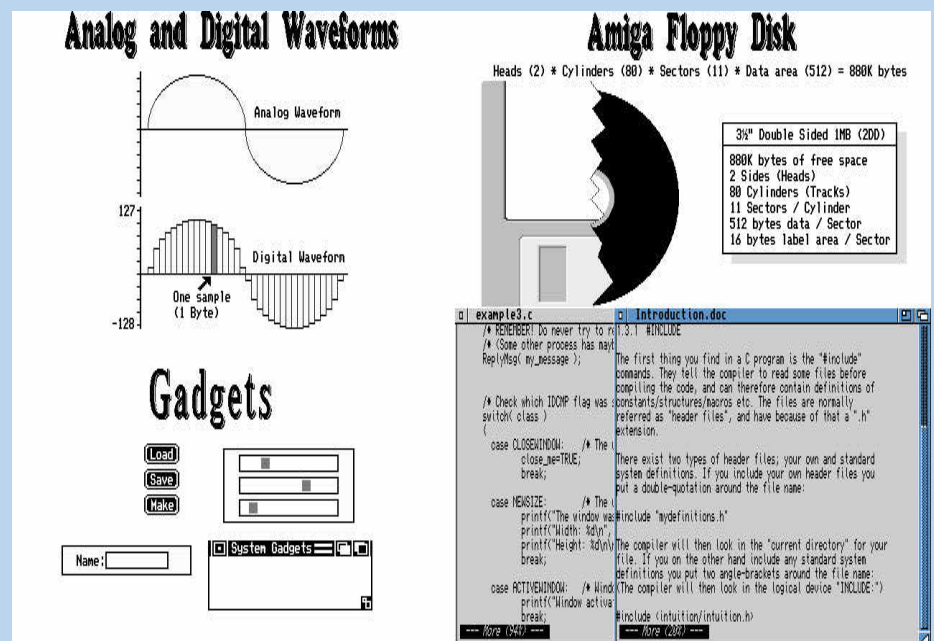 Analog and Digital Waveforms
Analog Waveform
127
Digital Waveform
One sample
(1 Byte)
-128
Amiga Floppy Disk
Heads (2) * Cylinders (80) * Sectors (11) * Data area (512) = 880K bytes
3½" Double Sided 1MB (2DD)
880K bytes of free space
2 Sides (Heads)
80 Cylinders (Tracks)
11 Sectors / Cylinder
512 bytes data / Sector
16 bytes label area / Sector
Gadgets
Load
Save
Make
Name:
System Gadgets
example3.c
/* REMEMBER! Do never try to
/* (Some other process has
ReplyMsg( my_message );
/* Check which IDCMP flag was
switch( class )
{
case CLOSEWINDOW: /* The
close_me=TRUE;
break;
case NEWSIZE: /* The
printf("The window
printf("Width: %d\n",
printf("Height: %d\n
break;
case ACTIVEWINDOW: /*
printf("Window
break;
--- More (94%) ---
Introduction.doc
1.3.1 #INCLUDE
The first thing you find in a C program is the "#include"
commands. They tell the compiler to read some files before
compiling the code, and can therefore contain definitions of
constants/structures/macros etc. The files are normally
referred as "header files", and have because of that a ".h"
extension.
There exist two types of header files; your own and standard
system definitions. If you include your own header files you
put a double-quotation around the file name:
#include "mydefinitions.h"
The compiler will then look in the "current directory" for your
file. If you on the other hand include any standard system
definitions you put two angle-brackets around the file name:
(The compiler will then look in the logical device "INCLUDE:")
#include <intuition/intuition.h>
--- More (20%) ---